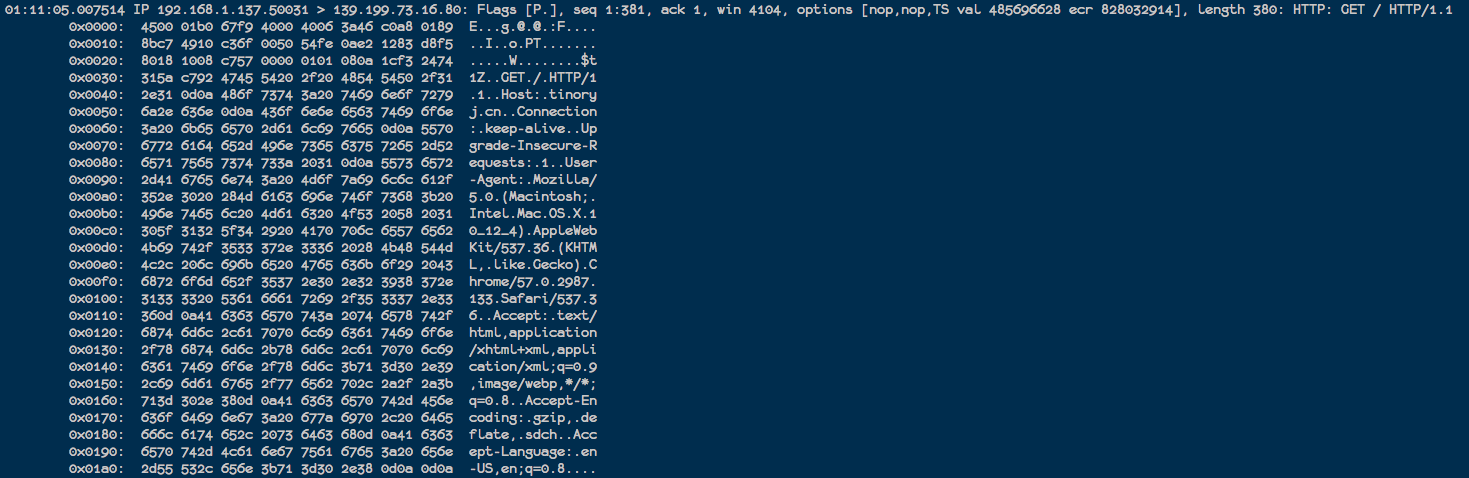 01:11:05.007514 IP 192.168.1.137.50031 > 139.199.73.16.80: Flags [P.], seq 1:381, ack 1, win 4104, options [nop,nop,TS val 485696628 ecr 828032914], length 380: HTTP: GET / HTTP/1.1
0x0000:  4500 01b0 67f9 4000 4006 3a46 c0a8 0189  E...g.@.@.:F....
0x0010:  8bc7 4910 c36f 0050 54fe 0ae2 1283 d8f5  ..I..o.PT.......
0x0020:  8018 1008 c757 0000 0101 080a 1cf3 2474  .....W........$t
0x0030:  315a c792 4745 5420 2f20 4854 5450 2f31  1Z..GET./.HTTP/1
0x0040:  2e31 0d0a 486f 7374 3a20 7469 6e6f 7279  .1..Host:.tinory
0x0050:  6a2e 636e 0d0a 436f 6e6e 6563 7469 6f6e  j.cn..Connection
0x0060:  3a20 6b65 6570 2d61 6c69 7665 0d0a 5570  :.keep-alive..Up
0x0070:  6772 6164 652d 496e 7365 6375 7265 2d52  grade-Insecure-R
0x0080:  6571 7565 7374 733a 2031 0d0a 5573 6572  equests:.1..User
0x0090:  2d41 6765 6e74 3a20 4d6f 7a69 6c6c 612f  -Agent:.Mozilla/
0x00a0:  352e 3020 284d 6163 696e 746f 7368 3b20  5.0.(Macintosh;.
0x00b0:  496e 7465 6c20 4d61 6320 4f53 2058 2031  Intel.Mac.OS.X.1
0x00c0:  305f 3132 5f34 2920 4170 706c 6557 6562  0_12_4).AppleWeb
0x00d0:  4b69 742f 3533 372e 3336 2028 4b48 544d  Kit/537.36.(KHTM
0x00e0:  4c2c 206c 696b 6520 4765 636b 6f29 2043  L,.like.Gecko).C
0x00f0:  6872 6f6d 652f 3537 2e30 2e32 3938 372e  hrome/57.0.2987.
0x0100:  3133 3320 5361 6661 7269 2f35 3337 2e33  133.Safari/537.3
0x0110:  360d 0a41 6363 6570 743a 2074 6578 742f  6..Accept:.text/
0x0120:  6874 6d6c 2c61 7070 6c69 6361 7469 6f6e  html,application
0x0130:  2f78 6874 6d6c 2b78 6d6c 2c61 7070 6c69  /xhtml+xml,appli
0x0140:  6361 7469 6f6e 2f78 6d6c 3b71 3d30 2e39  cation/xml;q=0.9
0x0150:  2c69 6d61 6765 2f77 6562 702c 2a2f 2a3b  ,image/webp,*/*;
0x0160:  713d 302e 380d 0a41 6363 6570 742d 456e  q=0.8..Accept-En
0x0170:  636f 6469 6e67 3a20 677a 6970 2c20 6465  coding:.gzip,.de
0x0180:  666c 6174 652c 2073 6463 680d 0a41 6363  flate,.sdch..Acc
0x0190:  6570 742d 4c61 6e67 7561 6765 3a20 656e  ept-Language:.en
0x01a0:  2d55 532c 656e 3b71 3d30 2e38 0d0a 0d0a  -US,en;q=0.8....